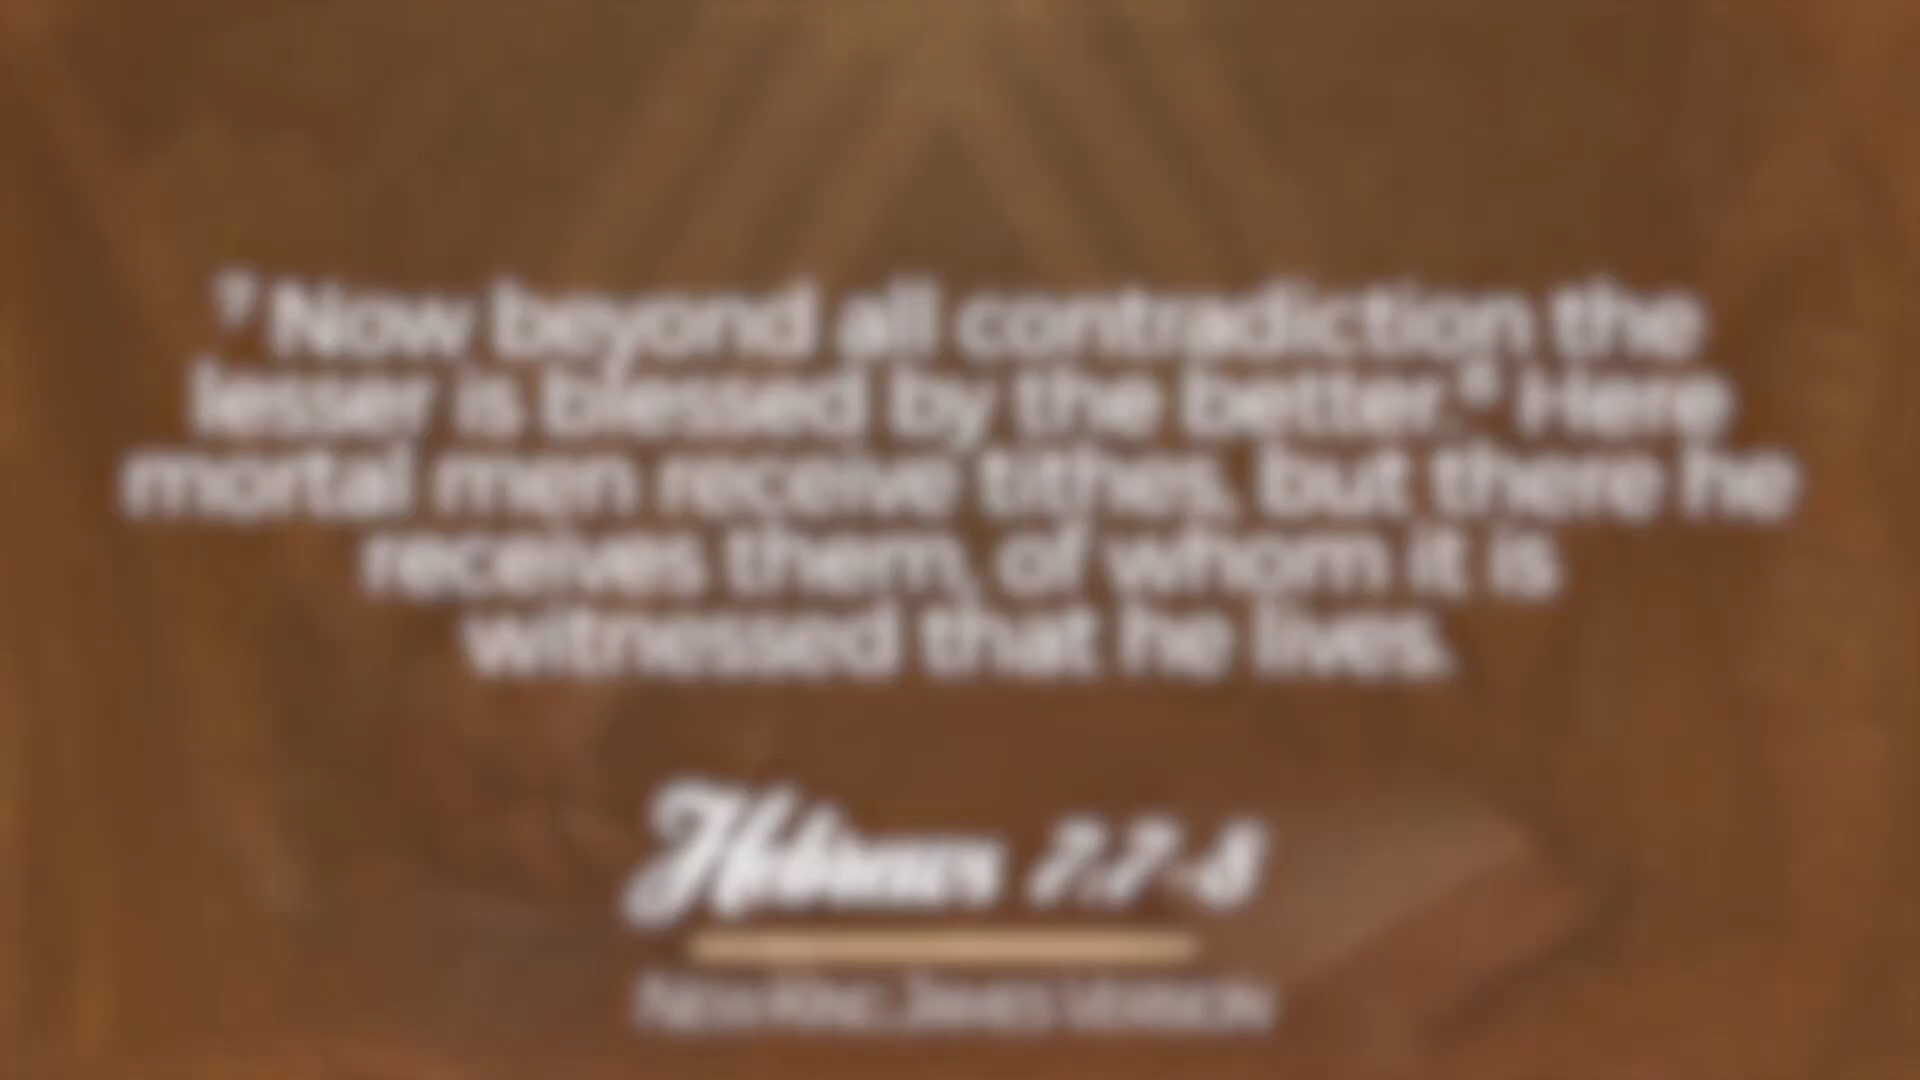 ⁷ Now beyond all contradiction the
lesser is blessed by the better. ⁸ Here
mortal men receive tithes, but there he
receives them, of whom it is
witnessed that he lives.
Hebrews 7:7-8
New King James Version